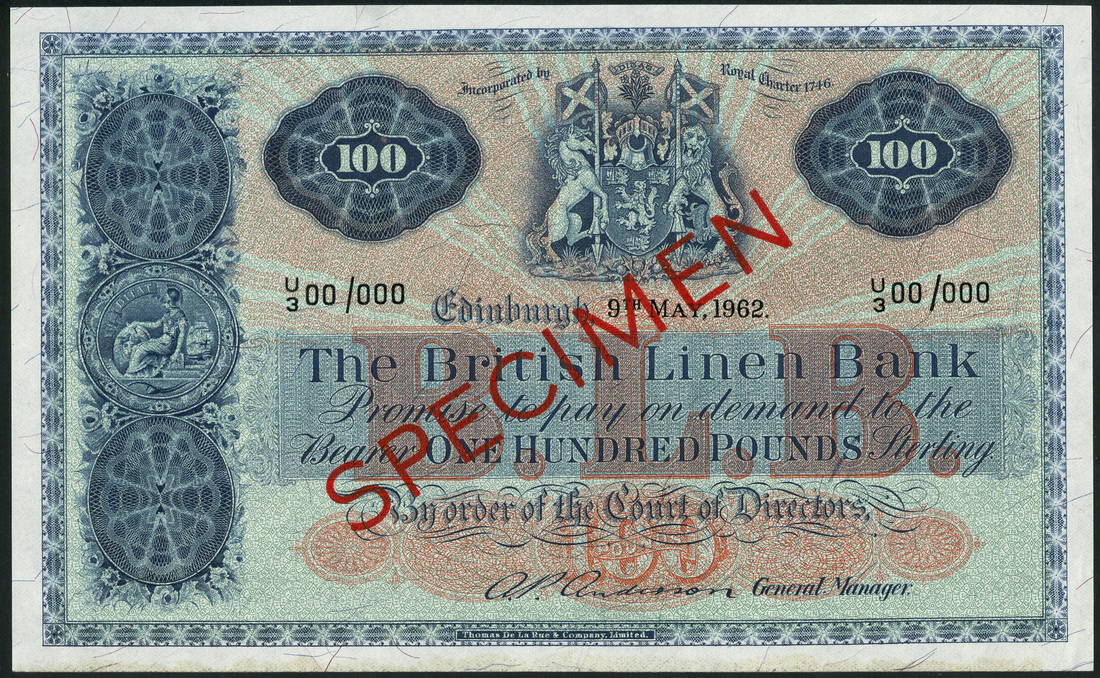 DISAS
Incorporated by Royal Charter 1746.
100 100
U/3 00/000 U/3 00/000
Edinburgh, 9TH MAY, 1962.
The British Linen Bank
Promise to pay on demand to the
Bearer ONE HUNDRED POUNDS Sterling
B.L.B.
By order of the Court of Directors,
A.P. Anderson General Manager.
Thomas De La Rue & Company, Limited.
SPECIMEN